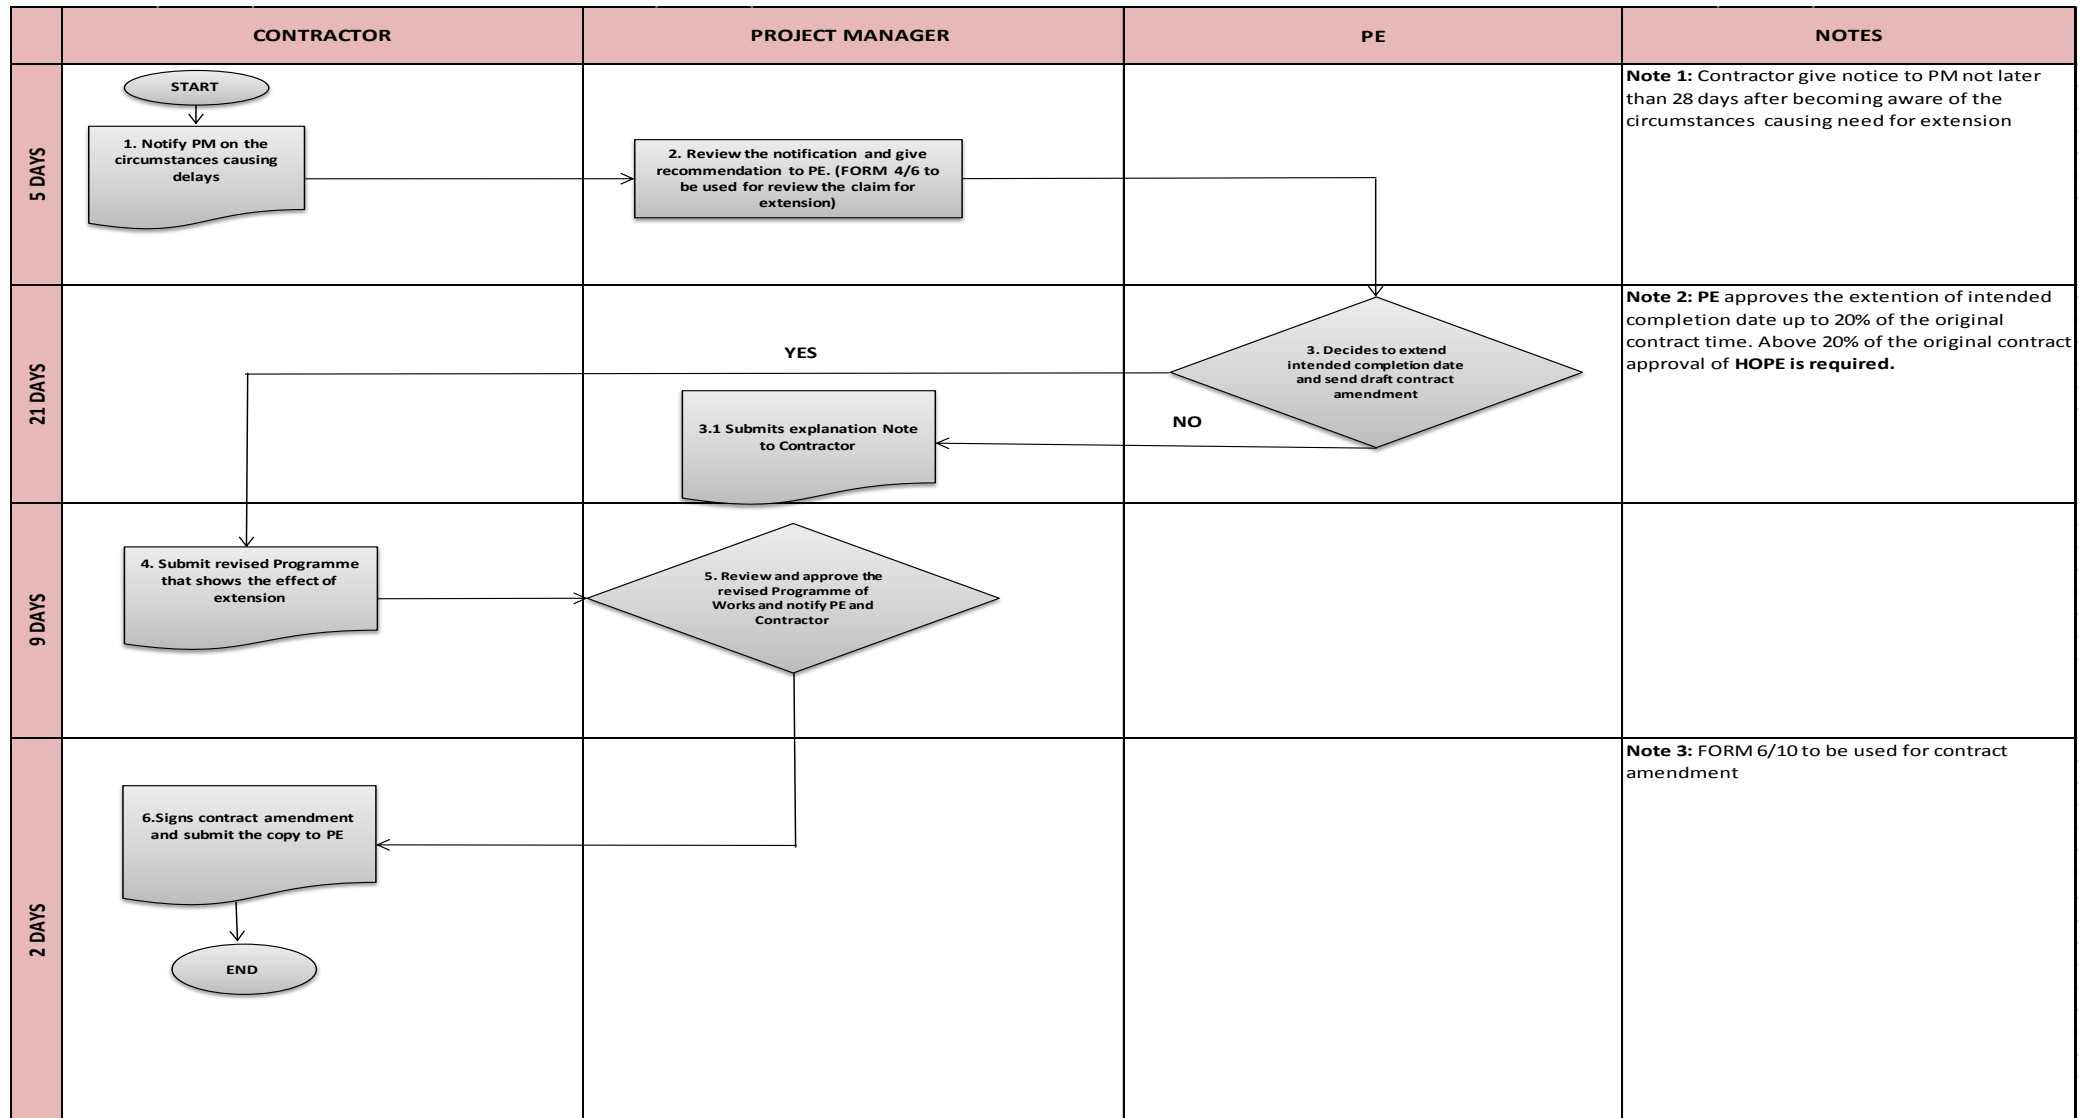 CONTRACTOR
PROJECT MANAGER
PE
NOTES
5 DAYS
START
1. Notify PM on the
circumstances causing
delays
2. Review the notification and give
recommendation to PE. (FORM 4/6 to
be used for review the claim for
extension)
Note 1: Contractor give notice to PM not later
than 28 days after becoming aware of the
circumstances causing need for extension
21 DAYS
YES
3. Decides to extend
intended completion date
and send draft contract
amendment
NO
3.1 Submits explanation Note
to Contractor
Note 2: PE approves the extention of intended
completion date up to 20% of the original
contract time. Above 20% of the original contract
approval of HOPE is required.
9 DAYS
4. Submit revised Programme
that shows the effect of
extension
5. Review and approve the
revised Programme of
Works and notify PE and
Contractor
2 DAYS
6.Signs contract amendment
and submit the copy to PE
END
Note 3: FORM 6/10 to be used for contract
amendment